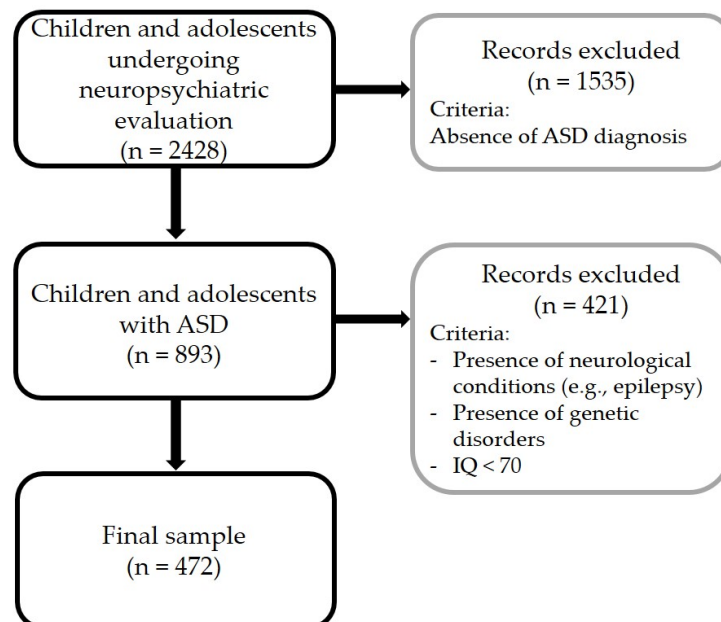 Children and adolescents
undergoing
neuropsychiatric
evaluation
(n = 2428)
Records excluded
(n = 1535)
Criteria:
Absence of ASD diagnosis
Children and adolescents
with ASD
(n = 893)
Records excluded
(n = 421)
Criteria:
- Presence of neurological
conditions (e.g., epilepsy)
- Presence of genetic
disorders
- IQ < 70
Final sample
(n = 472)